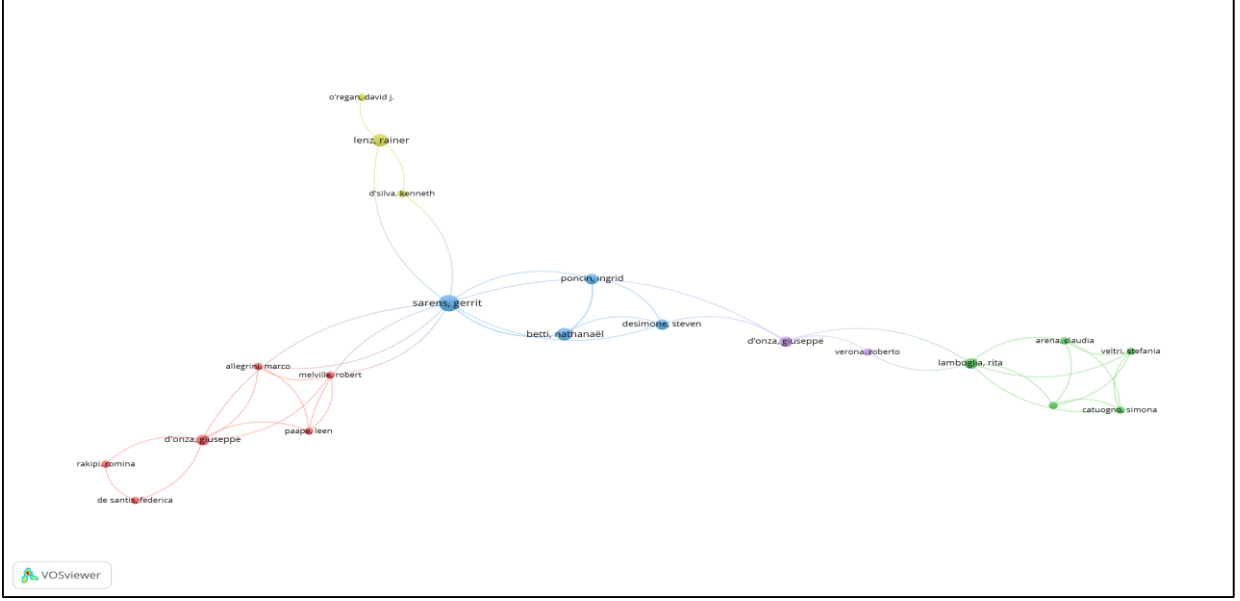 o'regan, david j.
lenz, rainer
d'silva, kenneth
poncin, ingrid
sarens, gerrit
desimone, steven
betti, nathanaël
d'onza, giuseppe
arena, claudia
verona, roberto
veltri, stefania
lamboglia, rita
allegrini, marco
melville, robert
catuogno, simona
paape, leen
d'onza, giuseppe
rakipi, romina
de santis, federica
VOSviewer